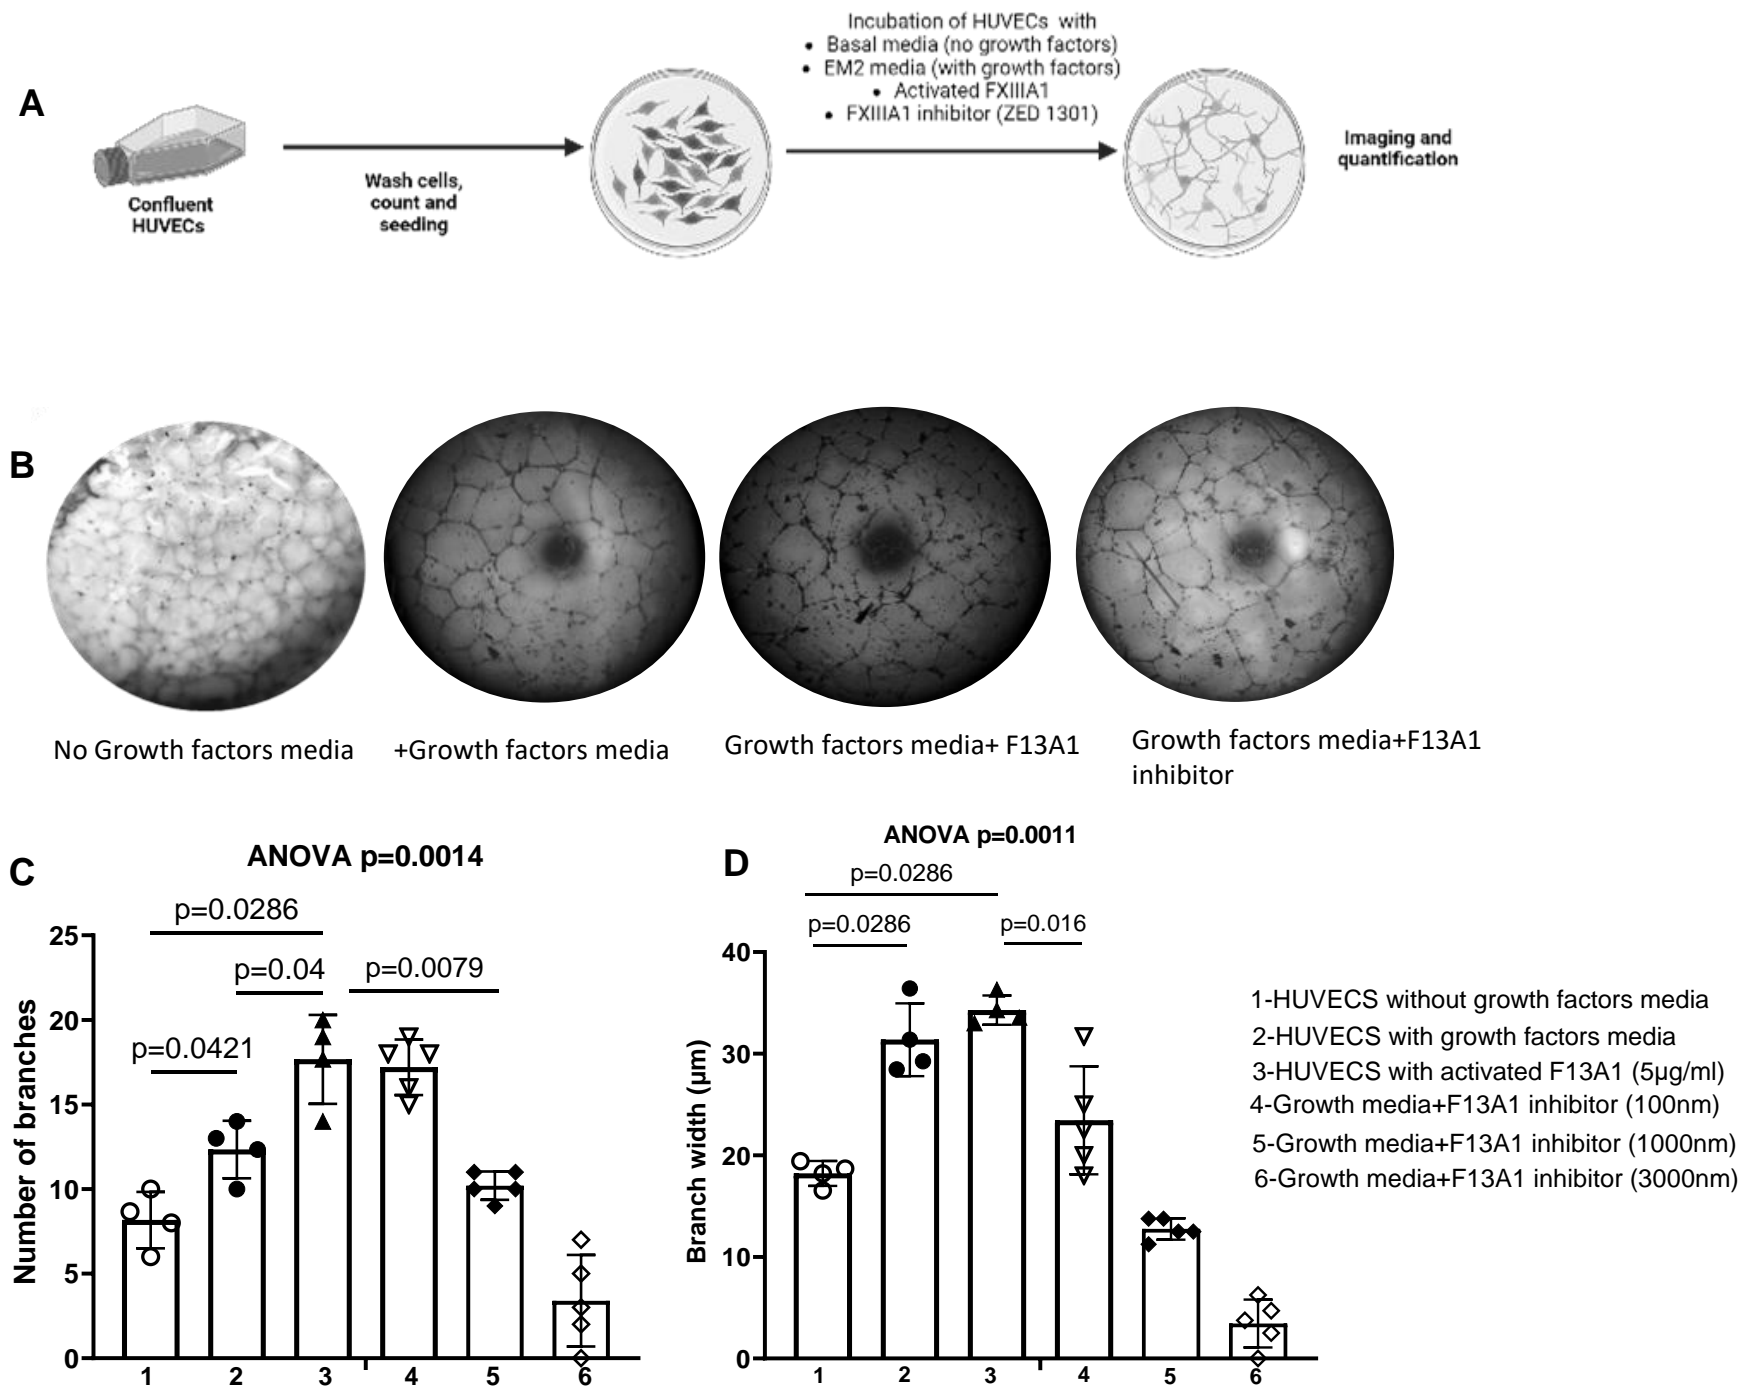 A
Confluent
HUVECs
Wash cells,
count and
seeding
Incubation of HUVECs with
• Basal media (no growth factors)
• EM2 media (with growth factors)
• Activated FXIIIA1
• FXIIIA1 inhibitor (ZED 1301)
Imaging and
quantification
B
No Growth factors media
+Growth factors media
Growth factors media+ F13A1
Growth factors media+F13A1
inhibitor
C
ANOVA p=0.0014
p=0.0286
p=0.04
p=0.0079
p=0.0421
Number of branches
25
20
15
10
5
0
1 2 3 4 5 6
D
ANOVA p=0.0011
p=0.0286
p=0.0286
p=0.016
Branch width (μm)
40
30
20
10
0
1 2 3 4 5 6
1-HUVECS without growth factors media
2-HUVECS with growth factors media
3-HUVECS with activated F13A1 (5μg/ml)
4-Growth media+F13A1 inhibitor (100nm)
5-Growth media+F13A1 inhibitor (1000nm)
6-Growth media+F13A1 inhibitor (3000nm)